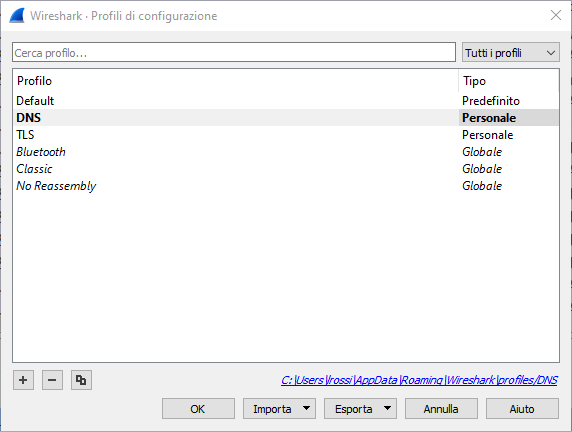 Wireshark · Profili di configurazione
Cerca profilo...
Tutti i profili
Profilo Tipo
Default Predefinito
DNS Personale
TLS Personale
Bluetooth Globale
Classic Globale
No Reassembly Globale
C:\Users\lrossi\AppData\Roaming\Wireshark\profiles/DNS
OK Importa Esporta Annulla Aiuto